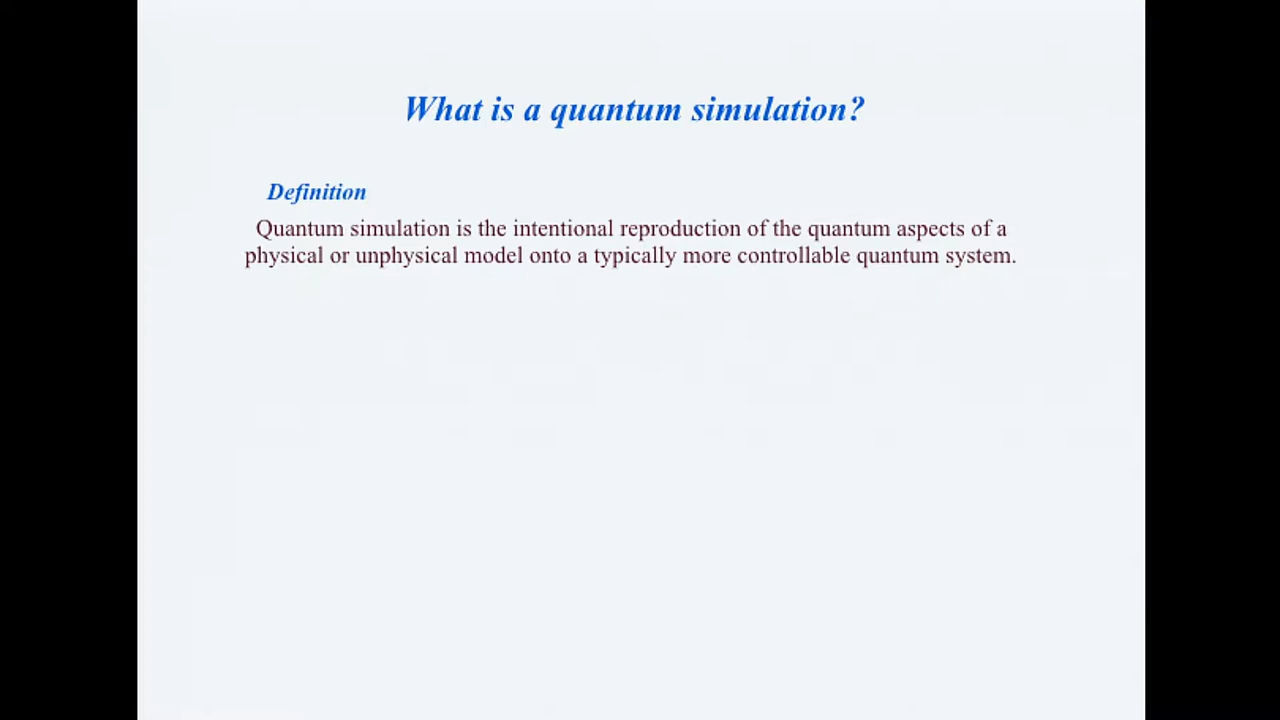 What is a quantum simulation?
Definition
Quantum simulation is the intentional reproduction of the quantum aspects of a
physical or unphysical model onto a typically more controllable quantum system.